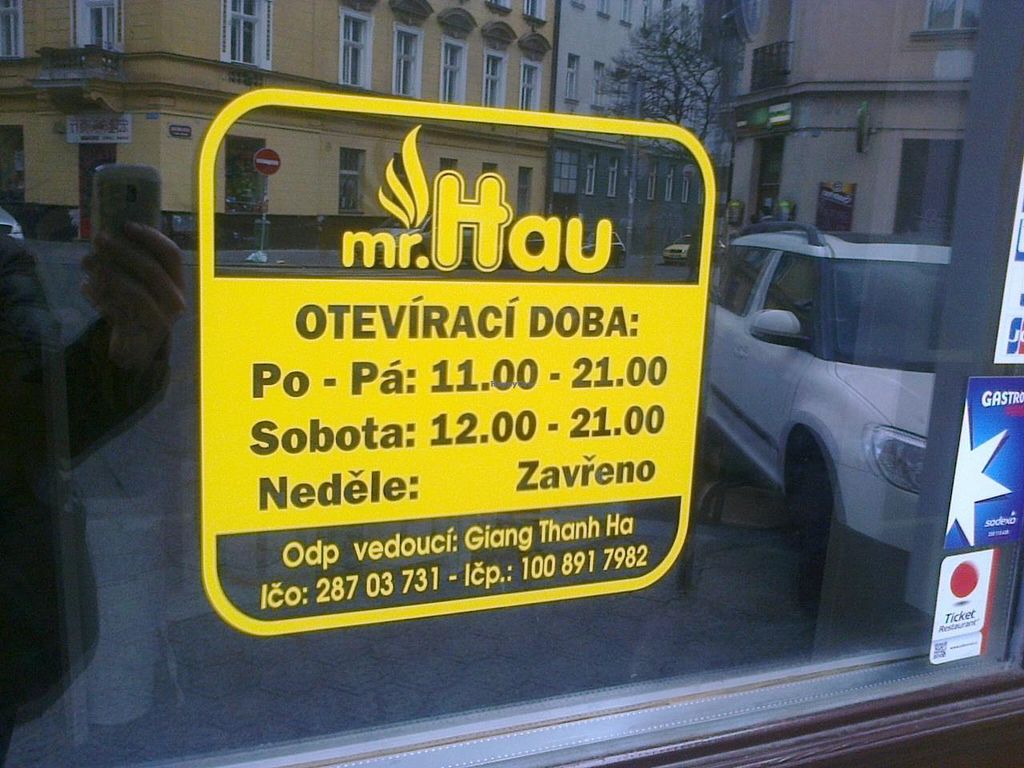 mr.Hau
OTEVÍRACÍ DOBA:
Po - Pá: 11.00 - 21.00
Sobota: 12.00 - 21.00
Neděle: Zavřeno
Odp vedoucí: Giang Thanh Ha
Ičo: 287 03 731 - Ičp.: 100 891 7982
GASTRO
sodexo
Ticket
Restaurant